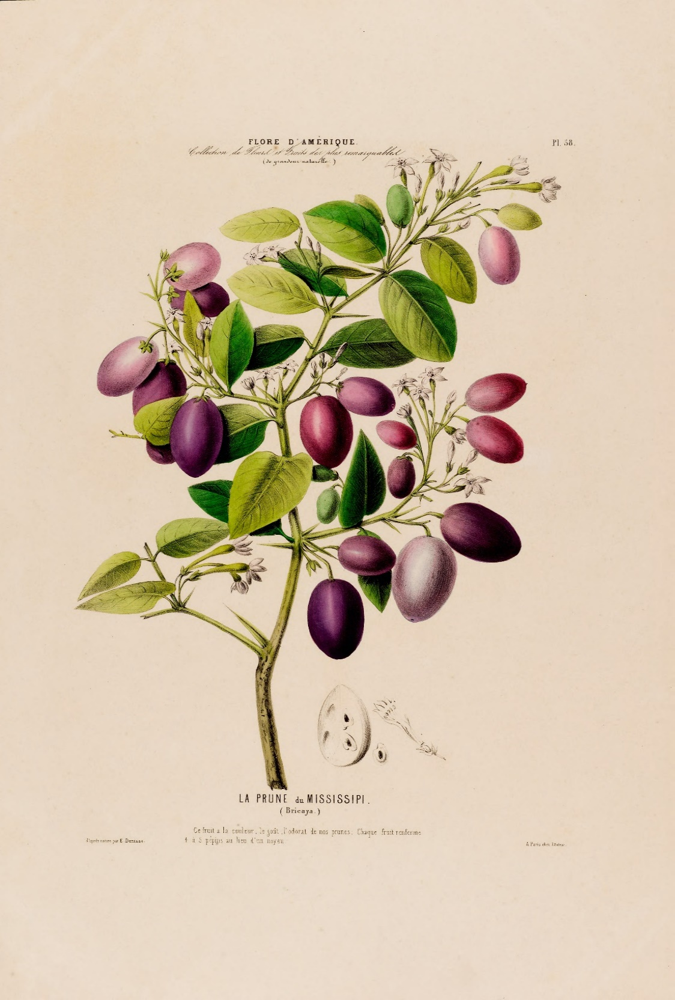 FLORE D'AMÉRIQUE.
Pl. 58.
Collection de Fleurs et Fruits des plus remarquables
(de grandeur naturelle.)
LA PRUNE du MISSISSIPI.
(Bricaya.)
Ce fruit a la couleur, le goût, l'odorat de nos prunes; Chaque fruit renferme
4 à 5 pépins au lieu d'un noyau
d'après nature par E. Denisse.
A Paris chez l'Auteur.